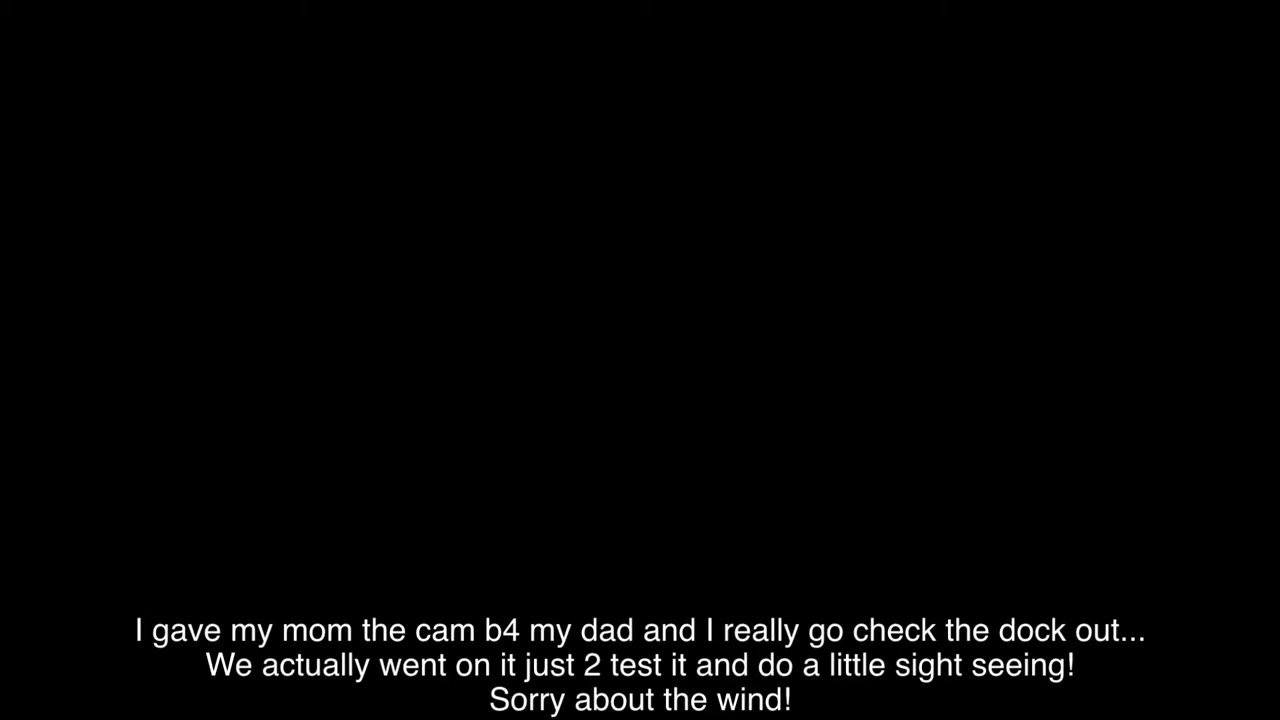 I gave my mom the cam b4 my dad and I really go check the dock out...
We actually went on it just 2 test it and do a little sight seeing!
Sorry about the wind!